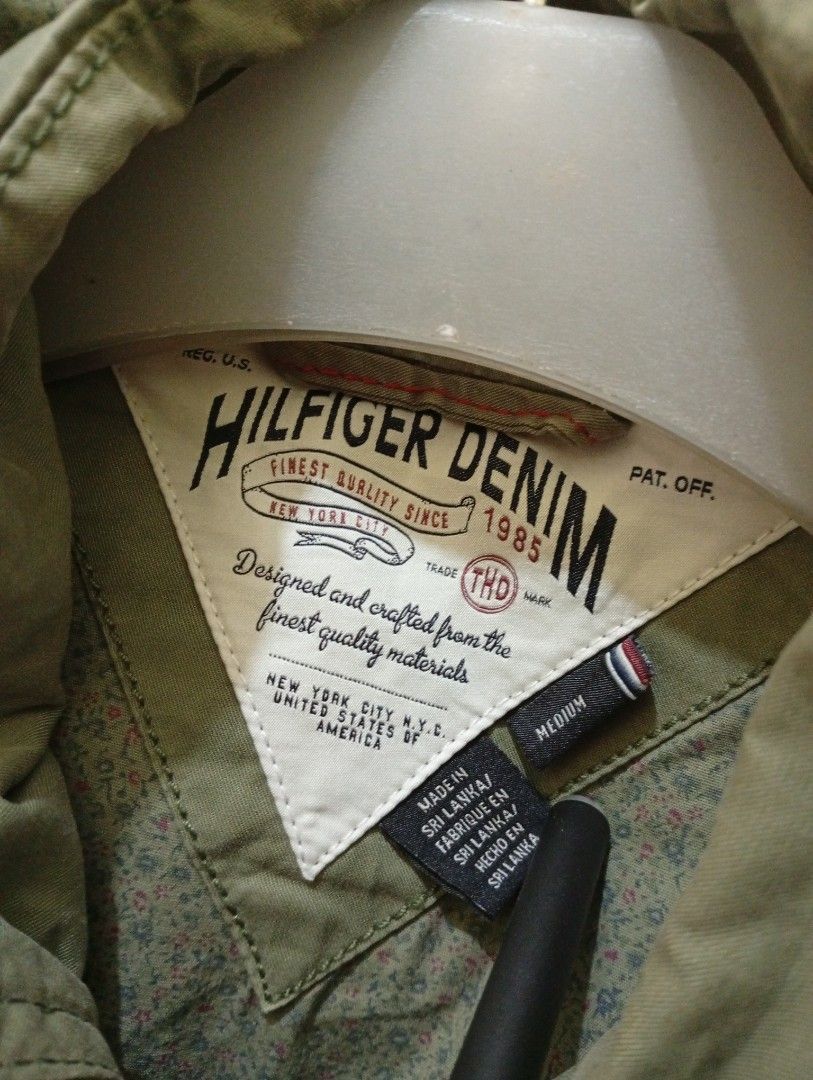 REG. U.S.
PAT. OFF.
HILFIGER DENIM
FINEST QUALITY SINCE 1985
NEW YORK CITY
TRADE THD MARK
Designed and crafted from the
finest quality materials
NEW YORK CITY N.Y.C.
UNITED STATES OF
AMERICA
MEDIUM
MADE IN
SRI LANKA/
FABRIQUE EN
SRI LANKA/
HECHO EN
SRI LANKA